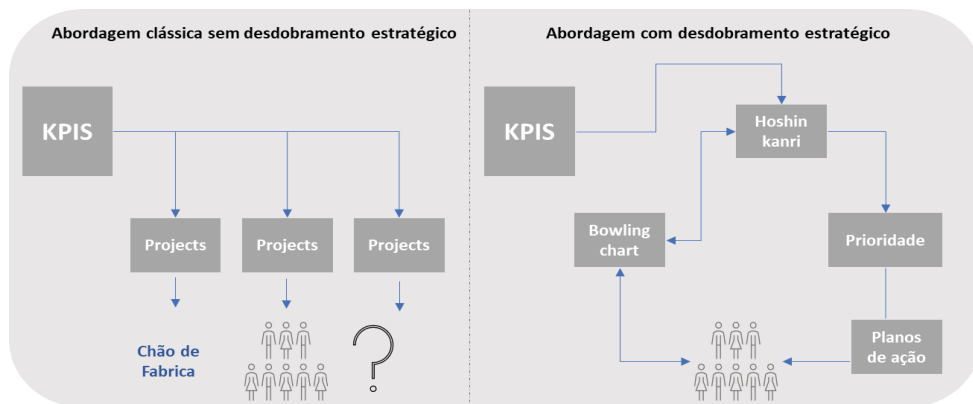 Abordagem clássica sem desdobramento estratégico
KPIS
Projects
Projects
Projects
Chão de
Fabrica
?
Abordagem com desdobramento estratégico
KPIS
Hoshin
kanri
Bowling
chart
Prioridade
Planos
de ação